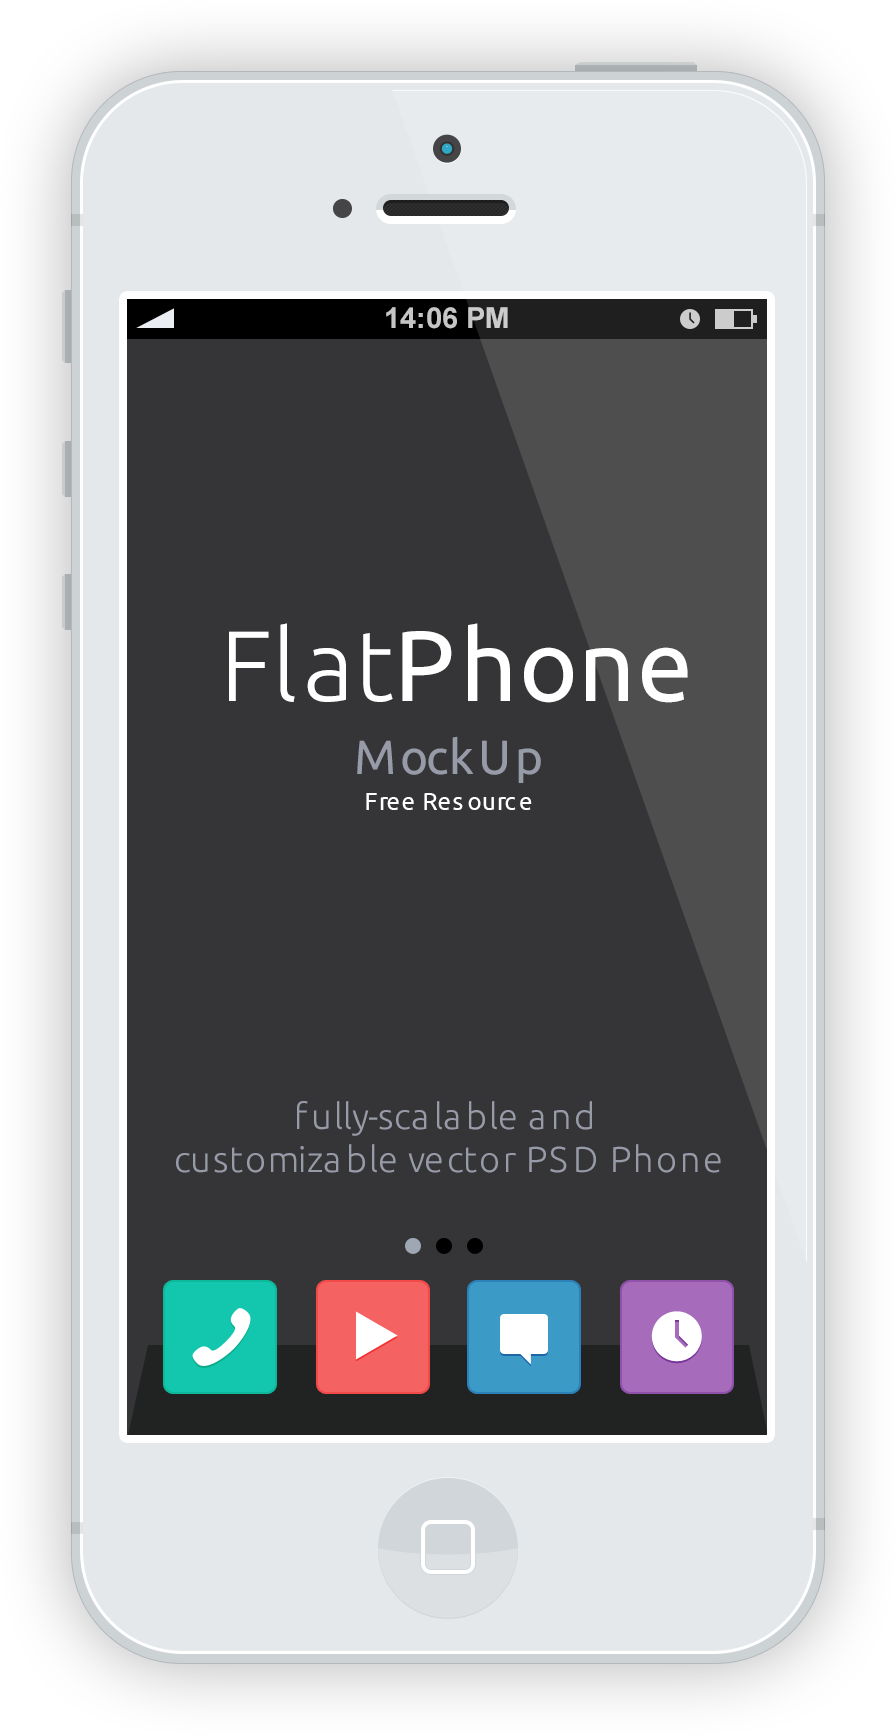 14:06 PM
FlatPhone
MockUp
Free Resource
fully-scalable and
customizable vector PSD Phone